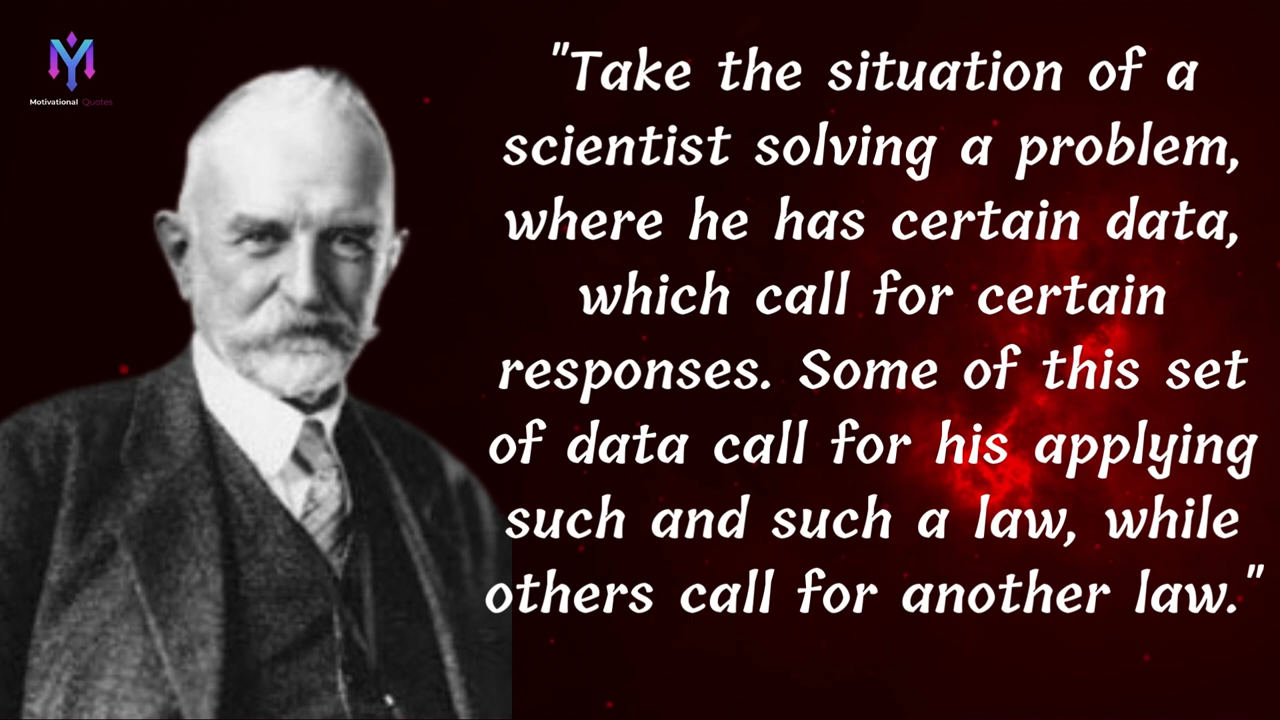 Motivational Quotes
"Take the situation of a
scientist solving a problem,
where he has certain data,
which call for certain
responses. Some of this set
of data call for his applying
such and such a law, while
others call for another law."